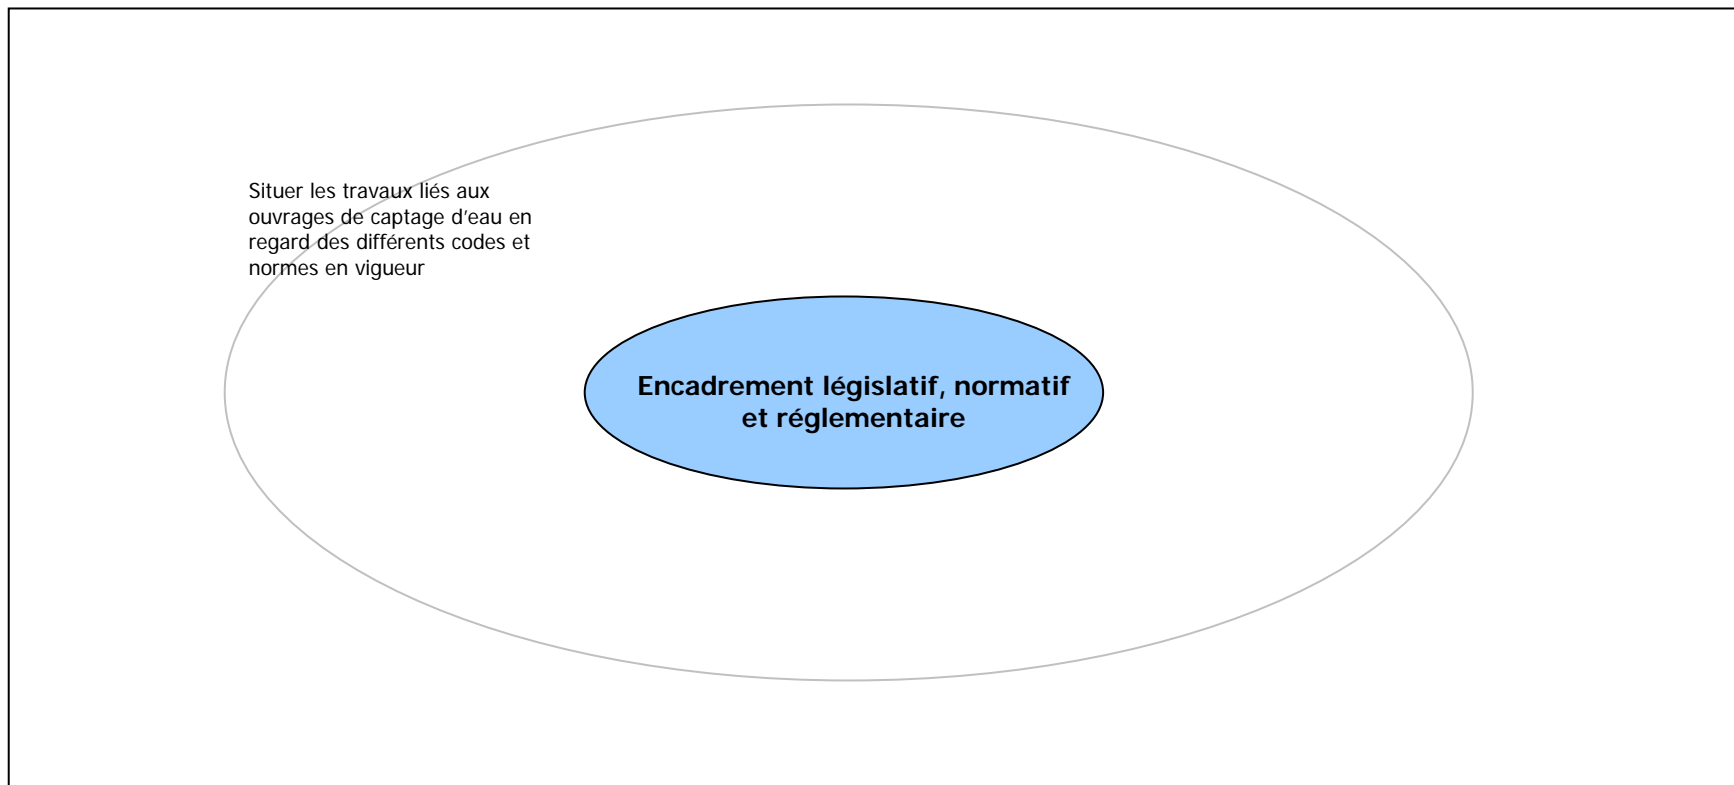 Situer les travaux liés aux
ouvrages de captage d’eau en
regard des différents codes et
normes en vigueur
Encadrement législatif, normatif
et réglementaire